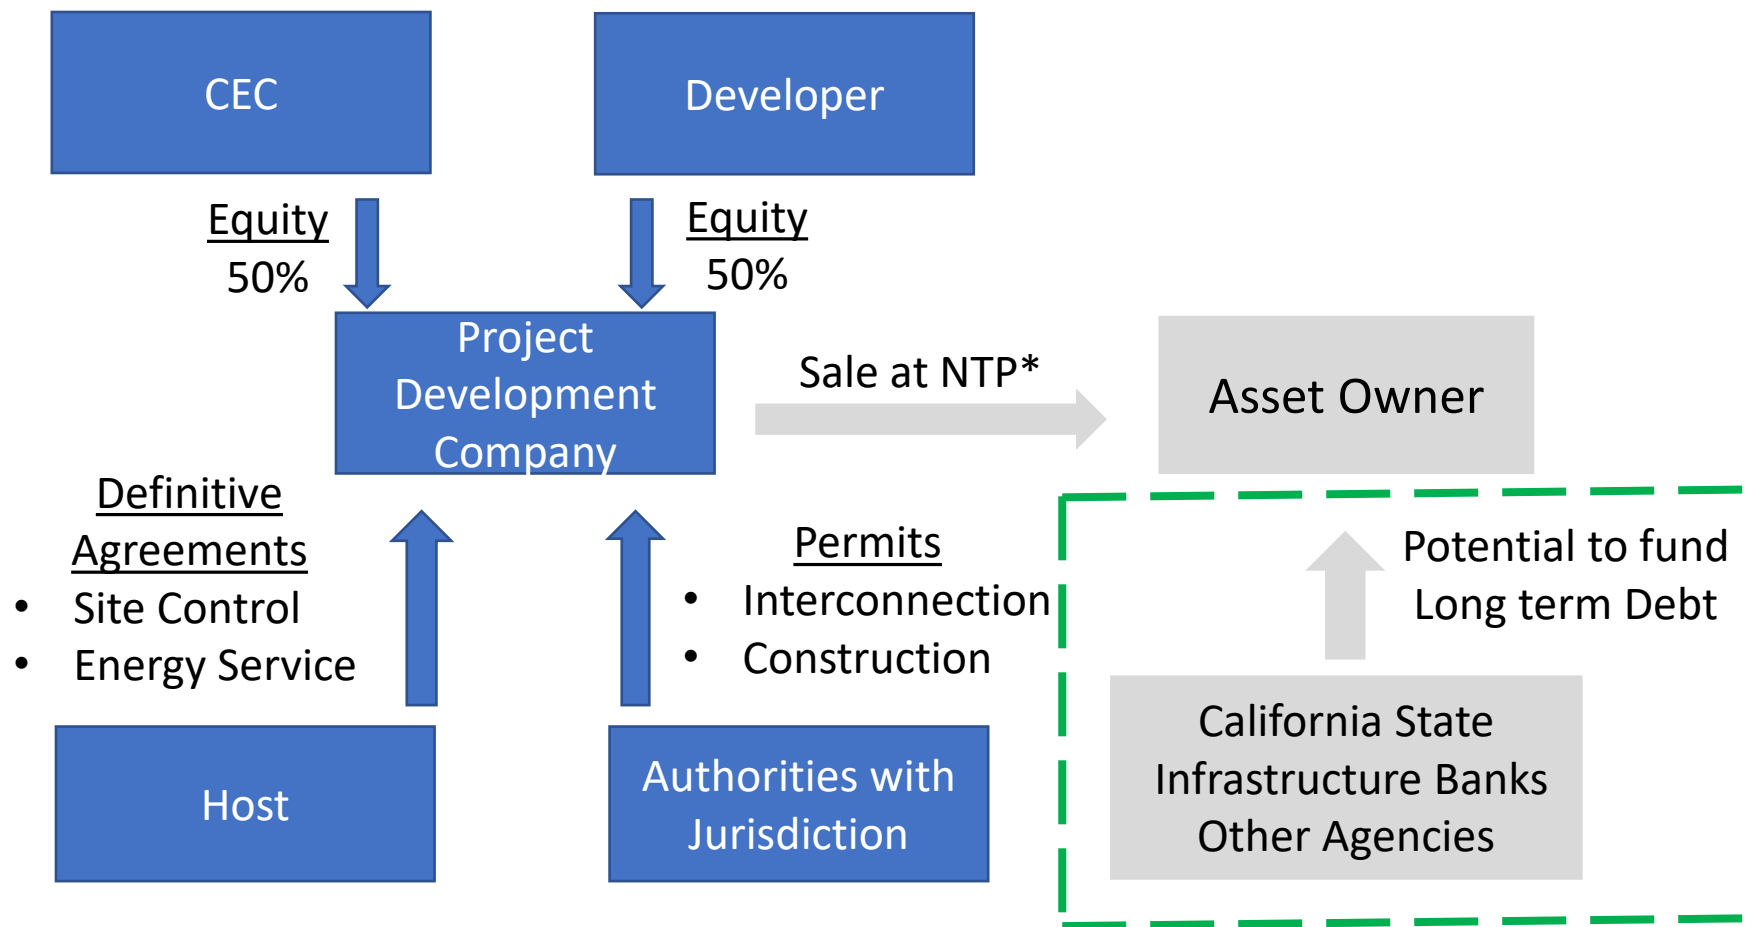 CEC
Developer
Equity
50%
Equity
50%
Project
Development
Company
Sale at NTP*
Asset Owner
Definitive
Agreements
• Site Control
• Energy Service
Permits
• Interconnection
• Construction
Potential to fund
Long term Debt
Host
Authorities with
Jurisdiction
California State
Infrastructure Banks
Other Agencies